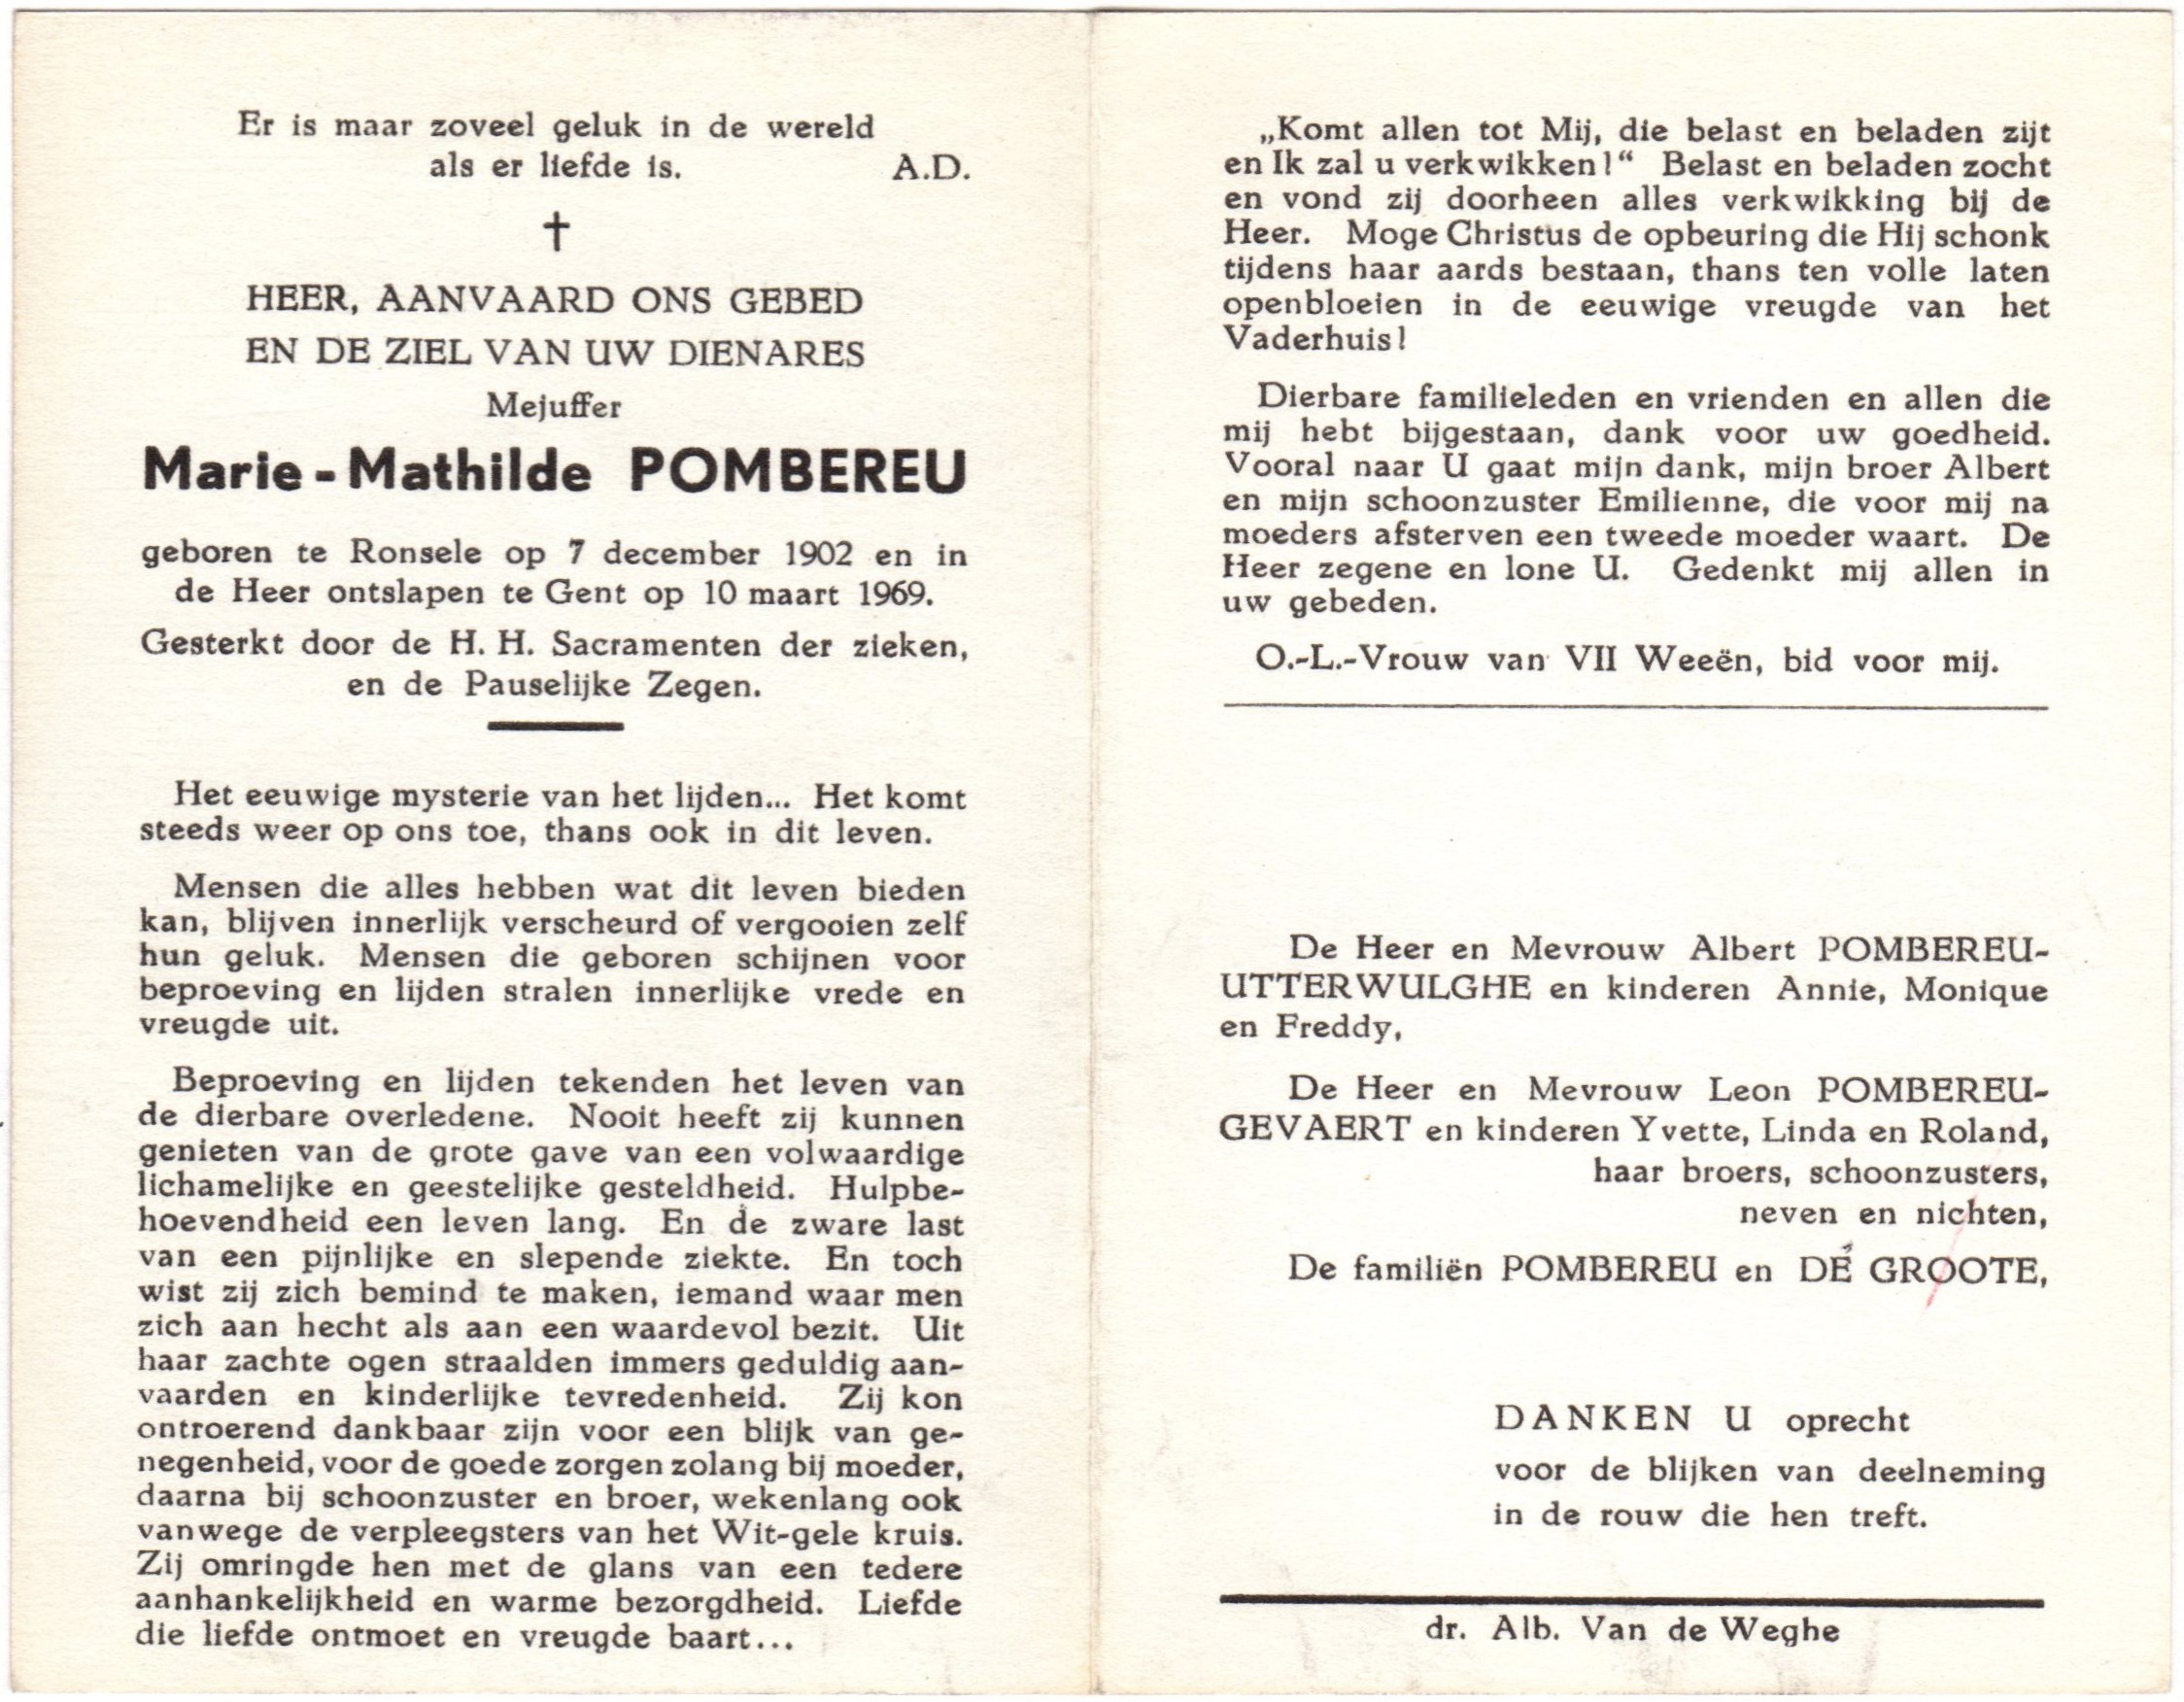 Er is maar zoveel geluk in de wereld
als er liefde is. A.D.
HEER, AANVAARD ONS GEBED
EN DE ZIEL VAN UW DIENARES
Mejuffer
Marie - Mathilde POMBEREU
geboren te Ronsele op 7 december 1902 en in
de Heer ontslapen te Gent op 10 maart 1969.
Gesterkt door de H. H. Sacramenten der zieken,
en de Pauselijke Zegen.
Het eeuwige mysterie van het lijden... Het komt
steeds weer op ons toe, thans ook in dit leven.
Mensen die alles hebben wat dit leven bieden
kan, blijven innerlijk verscheurd of vergooien zelf
hun geluk. Mensen die geboren schijnen voor
beproeving en lijden stralen innerlijke vrede en
vreugde uit.
Beproeving en lijden tekenden het leven van
de dierbare overledene. Nooit heeft zij kunnen
genieten van de grote gave van een volwaardige
lichamelijke en geestelijke gesteldheid. Hulpbe-
hoevendheid een leven lang. En de zware last
van een pijnlijke en slepende ziekte. En toch
wist zij zich bemind te maken, iemand waar men
zich aan hecht als aan een waardevol bezit. Uit
haar zachte ogen straalden immers geduldig aan-
vaarden en kinderlijke tevredenheid. Zij kon
ontroerend dankbaar zijn voor een blijk van ge-
negenheid, voor de goede zorgen zolang bij moeder,
daarna bij schoonzuster en broer, wekenlang ook
vanwege de verpleegsters van het Wit-gele kruis.
Zij omringde hen met de glans van een tedere
aanhankelijkheid en warme bezorgdheid. Liefde
die liefde ontmoet en vreugde baart...
„Komt allen tot Mij, die belast en beladen zijt
en Ik zal u verkwikken!“ Belast en beladen zocht
en vond zij doorheen alles verkwikking bij de
Heer. Moge Christus de opbeuring die Hij schonk
tijdens haar aards bestaan, thans ten volle laten
openbloeien in de eeuwige vreugde van het
Vaderhuis!
Dierbare familieleden en vrienden en allen die
mij hebt bijgestaan, dank voor uw goedheid.
Vooral naar U gaat mijn dank, mijn broer Albert
en mijn schoonzuster Emilienne, die voor mij na
moeders afsterven een tweede moeder waart. De
Heer zegene en lone U. Gedenkt mij allen in
uw gebeden.
O.-L.-Vrouw van VII Weeën, bid voor mij.
De Heer en Mevrouw Albert POMBEREU-
UTTERWULGHE en kinderen Annie, Monique
en Freddy,
De Heer en Mevrouw Leon POMBEREU-
GEVAERT en kinderen Yvette, Linda en Roland,
haar broers, schoonzusters,
neven en nichten,
De familiën POMBEREU en DE GROOTE,
DANKEN U oprecht
voor de blijken van deelneming
in de rouw die hen treft.
dr. Alb. Van de Weghe